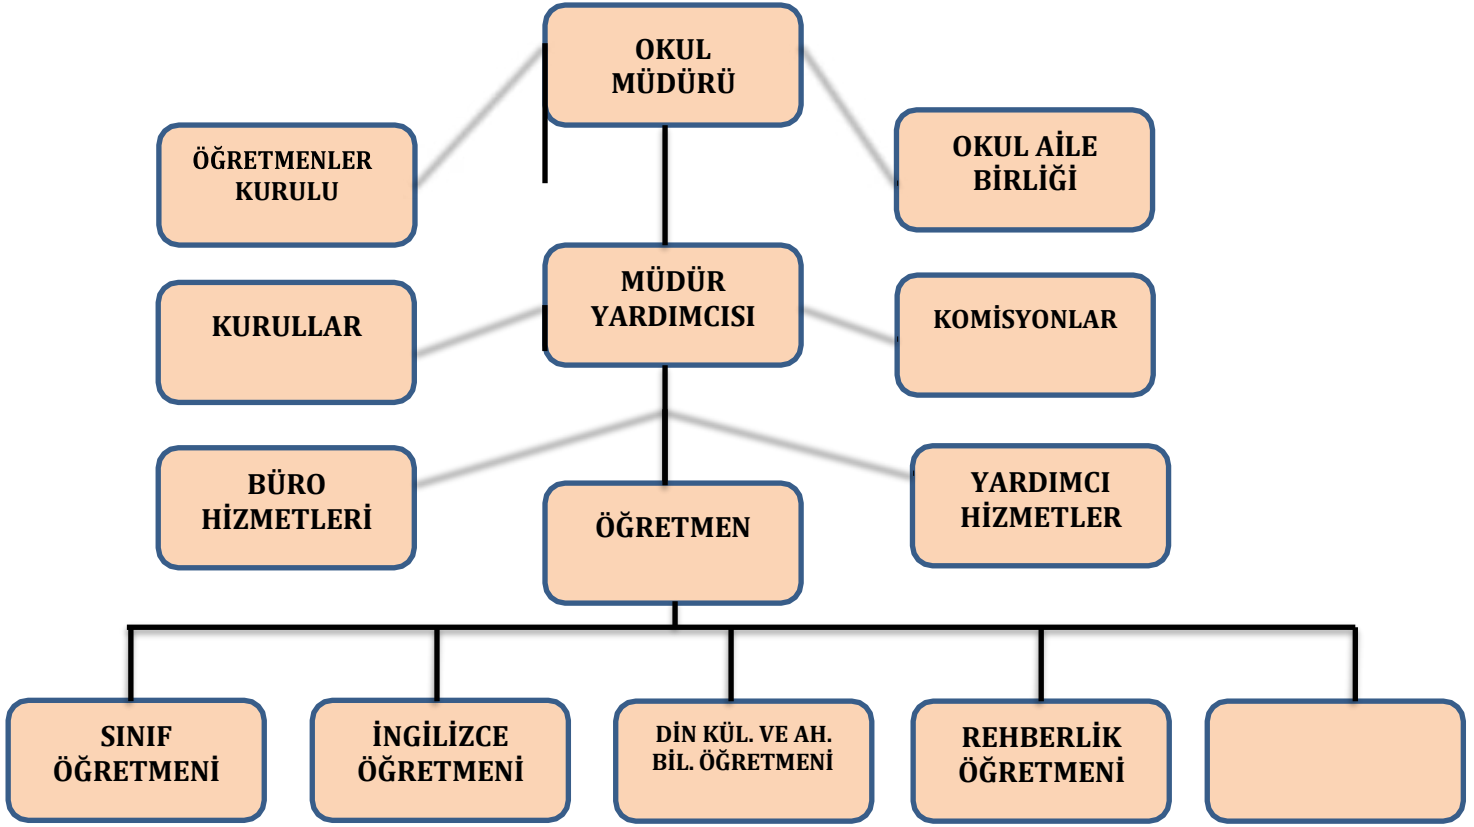 OKUL
MÜDÜRÜ
ÖĞRETMENLER
KURULU
OKUL AİLE
BİRLİĞİ
MÜDÜR
YARDIMCISI
KURULLAR
KOMİSYONLAR
BÜRO
HİZMETLERİ
ÖĞRETMEN
YARDIMCI
HİZMETLER
SINIF
ÖĞRETMENİ
İNGİLİZCE
ÖĞRETMENİ
DİN KÜL. VE AH.
BİL. ÖĞRETMENİ
REHBERLİK
ÖĞRETMENİ